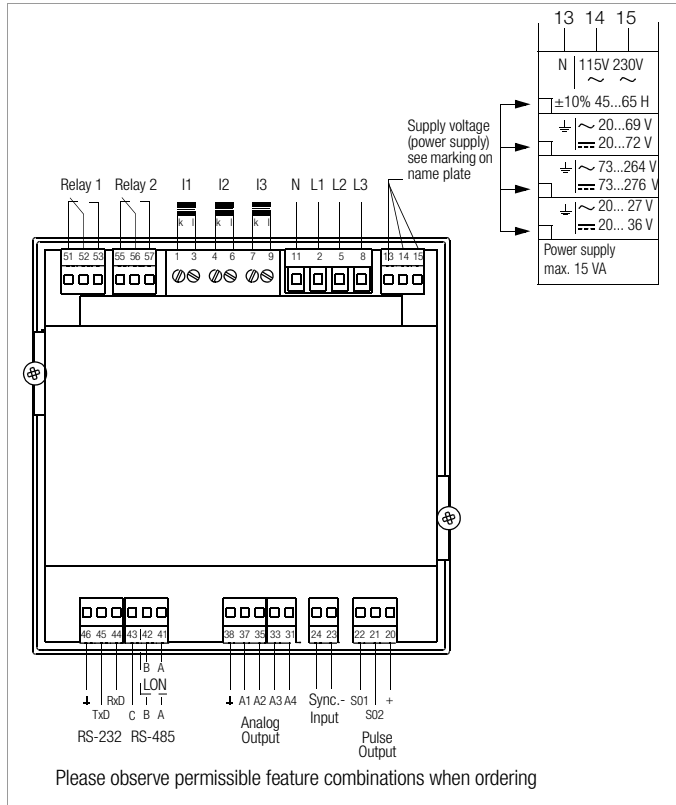 13 14 15
N 115V 230V
∼ ∼
±10% 45...65 H
∼ 20...69 V
20...72 V
∼ 73...264 V
73...276 V
∼ 20... 27 V
20... 36 V
Power supply
max. 15 VA
Supply voltage
(power supply)
see marking on
name plate
Relay 1 Relay 2 I1 I2 I3 N L1 L2 L3
k l k l k l
51 52 53 55 56 57 1 3 4 6 7 9 11 2 5 8 13 14 15
46 45 44 43 42 41 38 37 35 33 31 24 23 22 21 20
B A
LON
RxD
TxD
C B A
RS-232 RS-485
A1 A2 A3 A4
Analog
Output
Sync.-
Input
S01 +
S02
Pulse
Output
Please observe permissible feature combinations when ordering